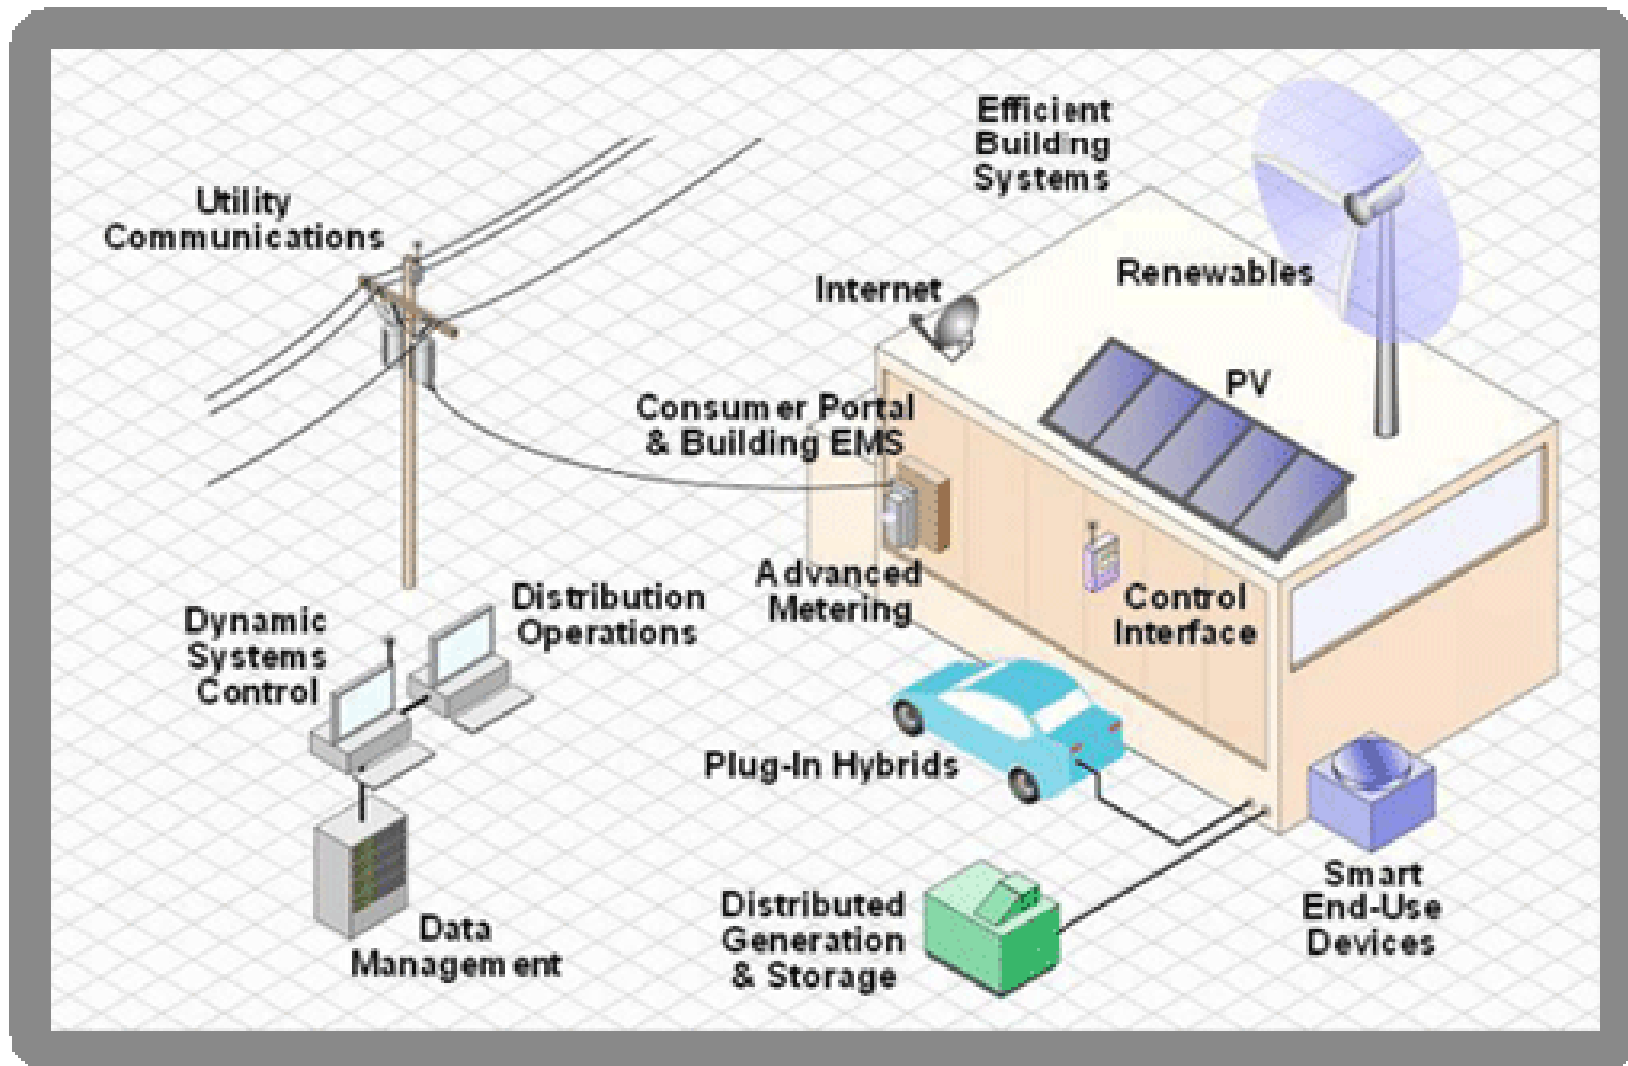 Efficient
Building
Systems
Utility
Communications
Renewables
Internet
PV
Consumer Portal
& Building EMS
Advanced
Metering
Control
Interface
Distribution
Operations
Dynamic
Systems
Control
Plug-In Hybrids
Smart
End-Use
Devices
Distributed
Generation
& Storage
Data
Management